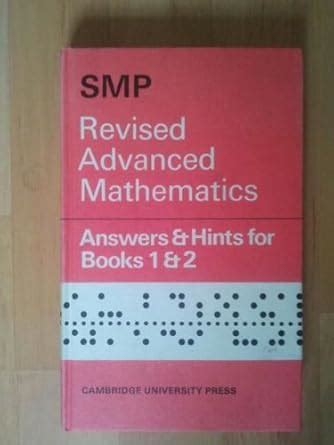 SMP
Revised
Advanced
Mathematics
Answers & Hints for
Books 1 & 2
CAMBRIDGE UNIVERSITY PRESS